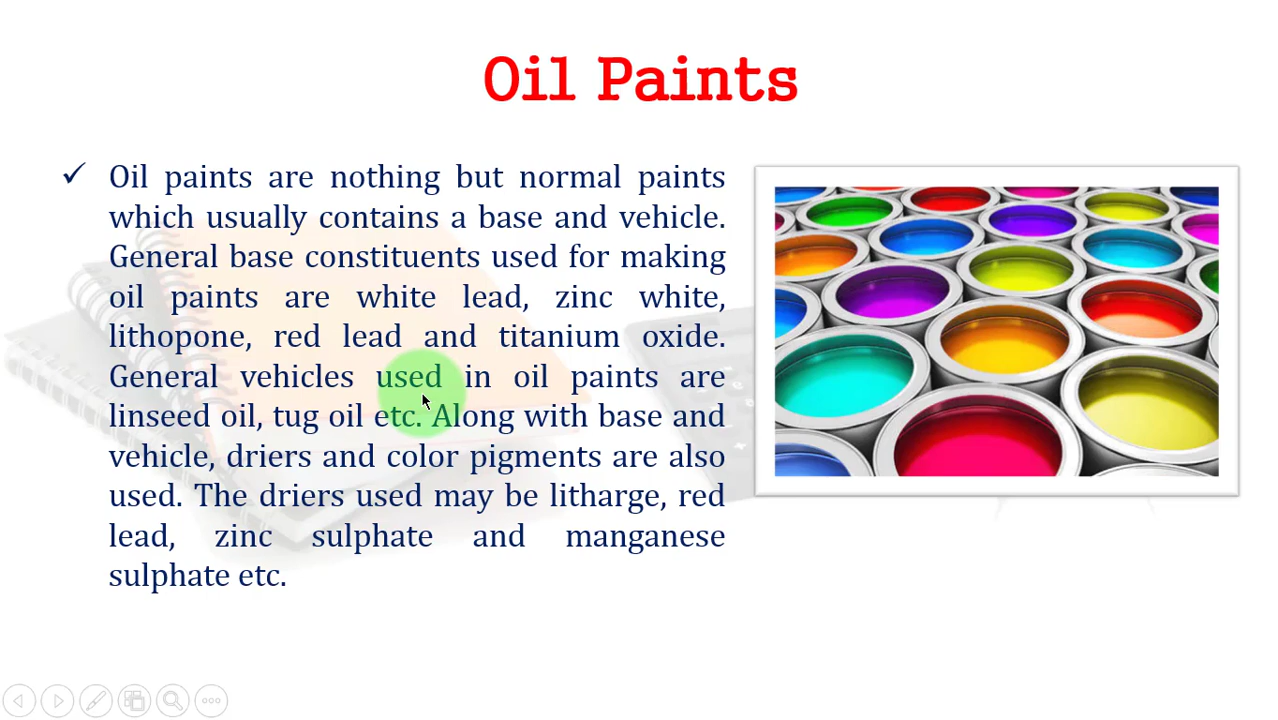 Oil Paints
✓ Oil paints are nothing but normal paints
which usually contains a base and vehicle.
General base constituents used for making
oil paints are white lead, zinc white,
lithopone, red lead and titanium oxide.
General vehicles used in oil paints are
linseed oil, tug oil etc. Along with base and
vehicle, driers and color pigments are also
used. The driers used may be litharge, red
lead, zinc sulphate and manganese
sulphate etc.